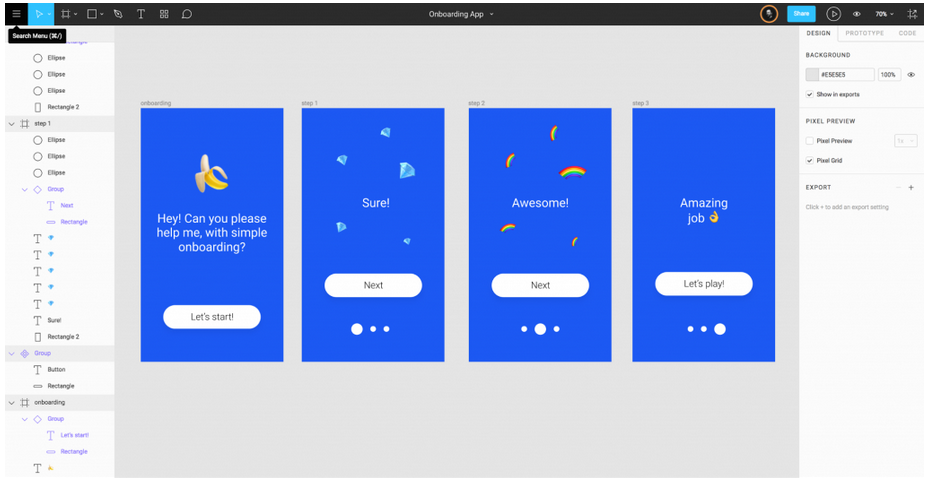 Onboarding App
Share
70%
Search Menu (⌘/)
Rectangle
Ellipse
Ellipse
Ellipse
Rectangle 2
step 1
Ellipse
Ellipse
Ellipse
Group
Next
Rectangle
Sure!
Rectangle 2
Group
Button
Rectangle
onboarding
Group
Let's start!
Rectangle
onboarding
Hey! Can you please
help me, with simple
onboarding?
Let's start!
step 1
Sure!
Next
step 2
Awesome!
Next
step 3
Amazing
job 👌
Let's play!
DESIGN
PROTOTYPE
CODE
BACKGROUND
#E5E5E5
100%
Show in exports
PIXEL PREVIEW
Pixel Preview
1x
Pixel Grid
EXPORT
Click + to add an export setting